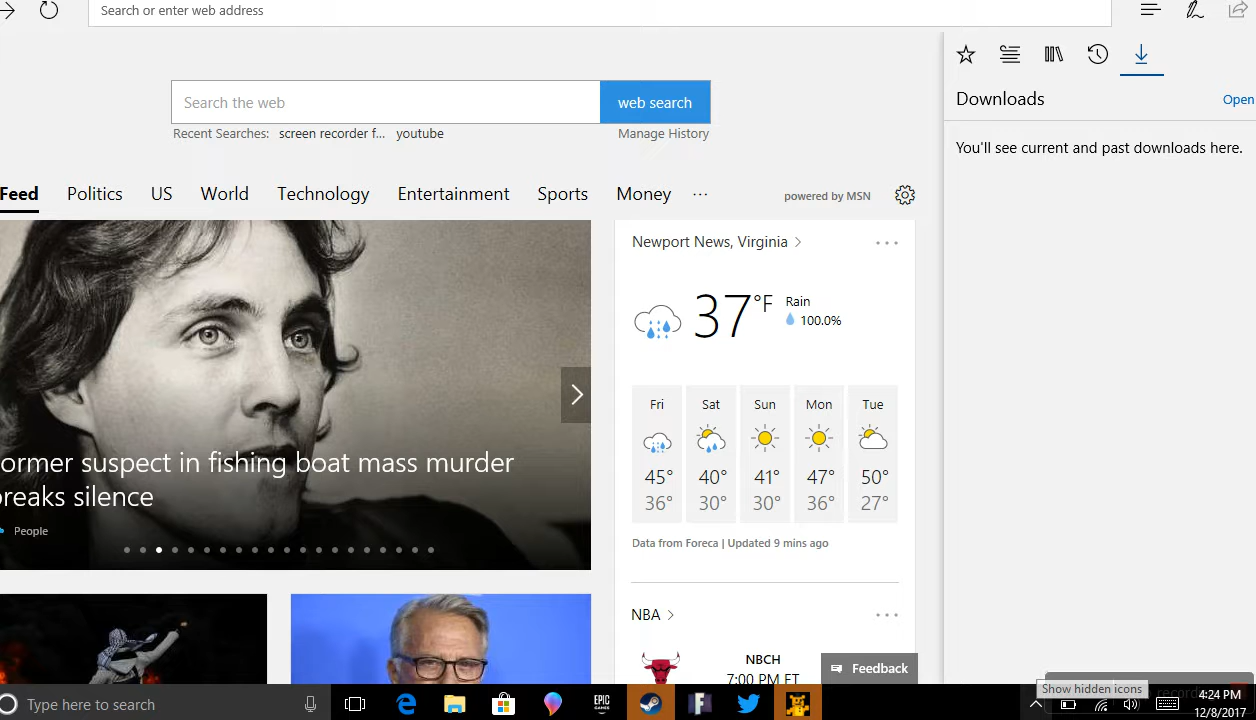 Search or enter web address
Downloads
Open
You'll see current and past downloads here.
Search the web
web search
Recent Searches: screen recorder f... youtube
Manage History
Feed Politics US World Technology Entertainment Sports Money ...
powered by MSN
ormer suspect in fishing boat mass murder
reaks silence
People
Newport News, Virginia >
37°F
Rain
100.0%
Fri Sat Sun Mon Tue
45° 40° 41° 47° 50°
36° 30° 30° 36° 27°
Data from Foreca | Updated 9 mins ago
NBA >
NBCH
7:00 PM ET
Feedback
Show hidden icons
Type here to search
EPIC
GAMES
4:24 PM
12/8/2017